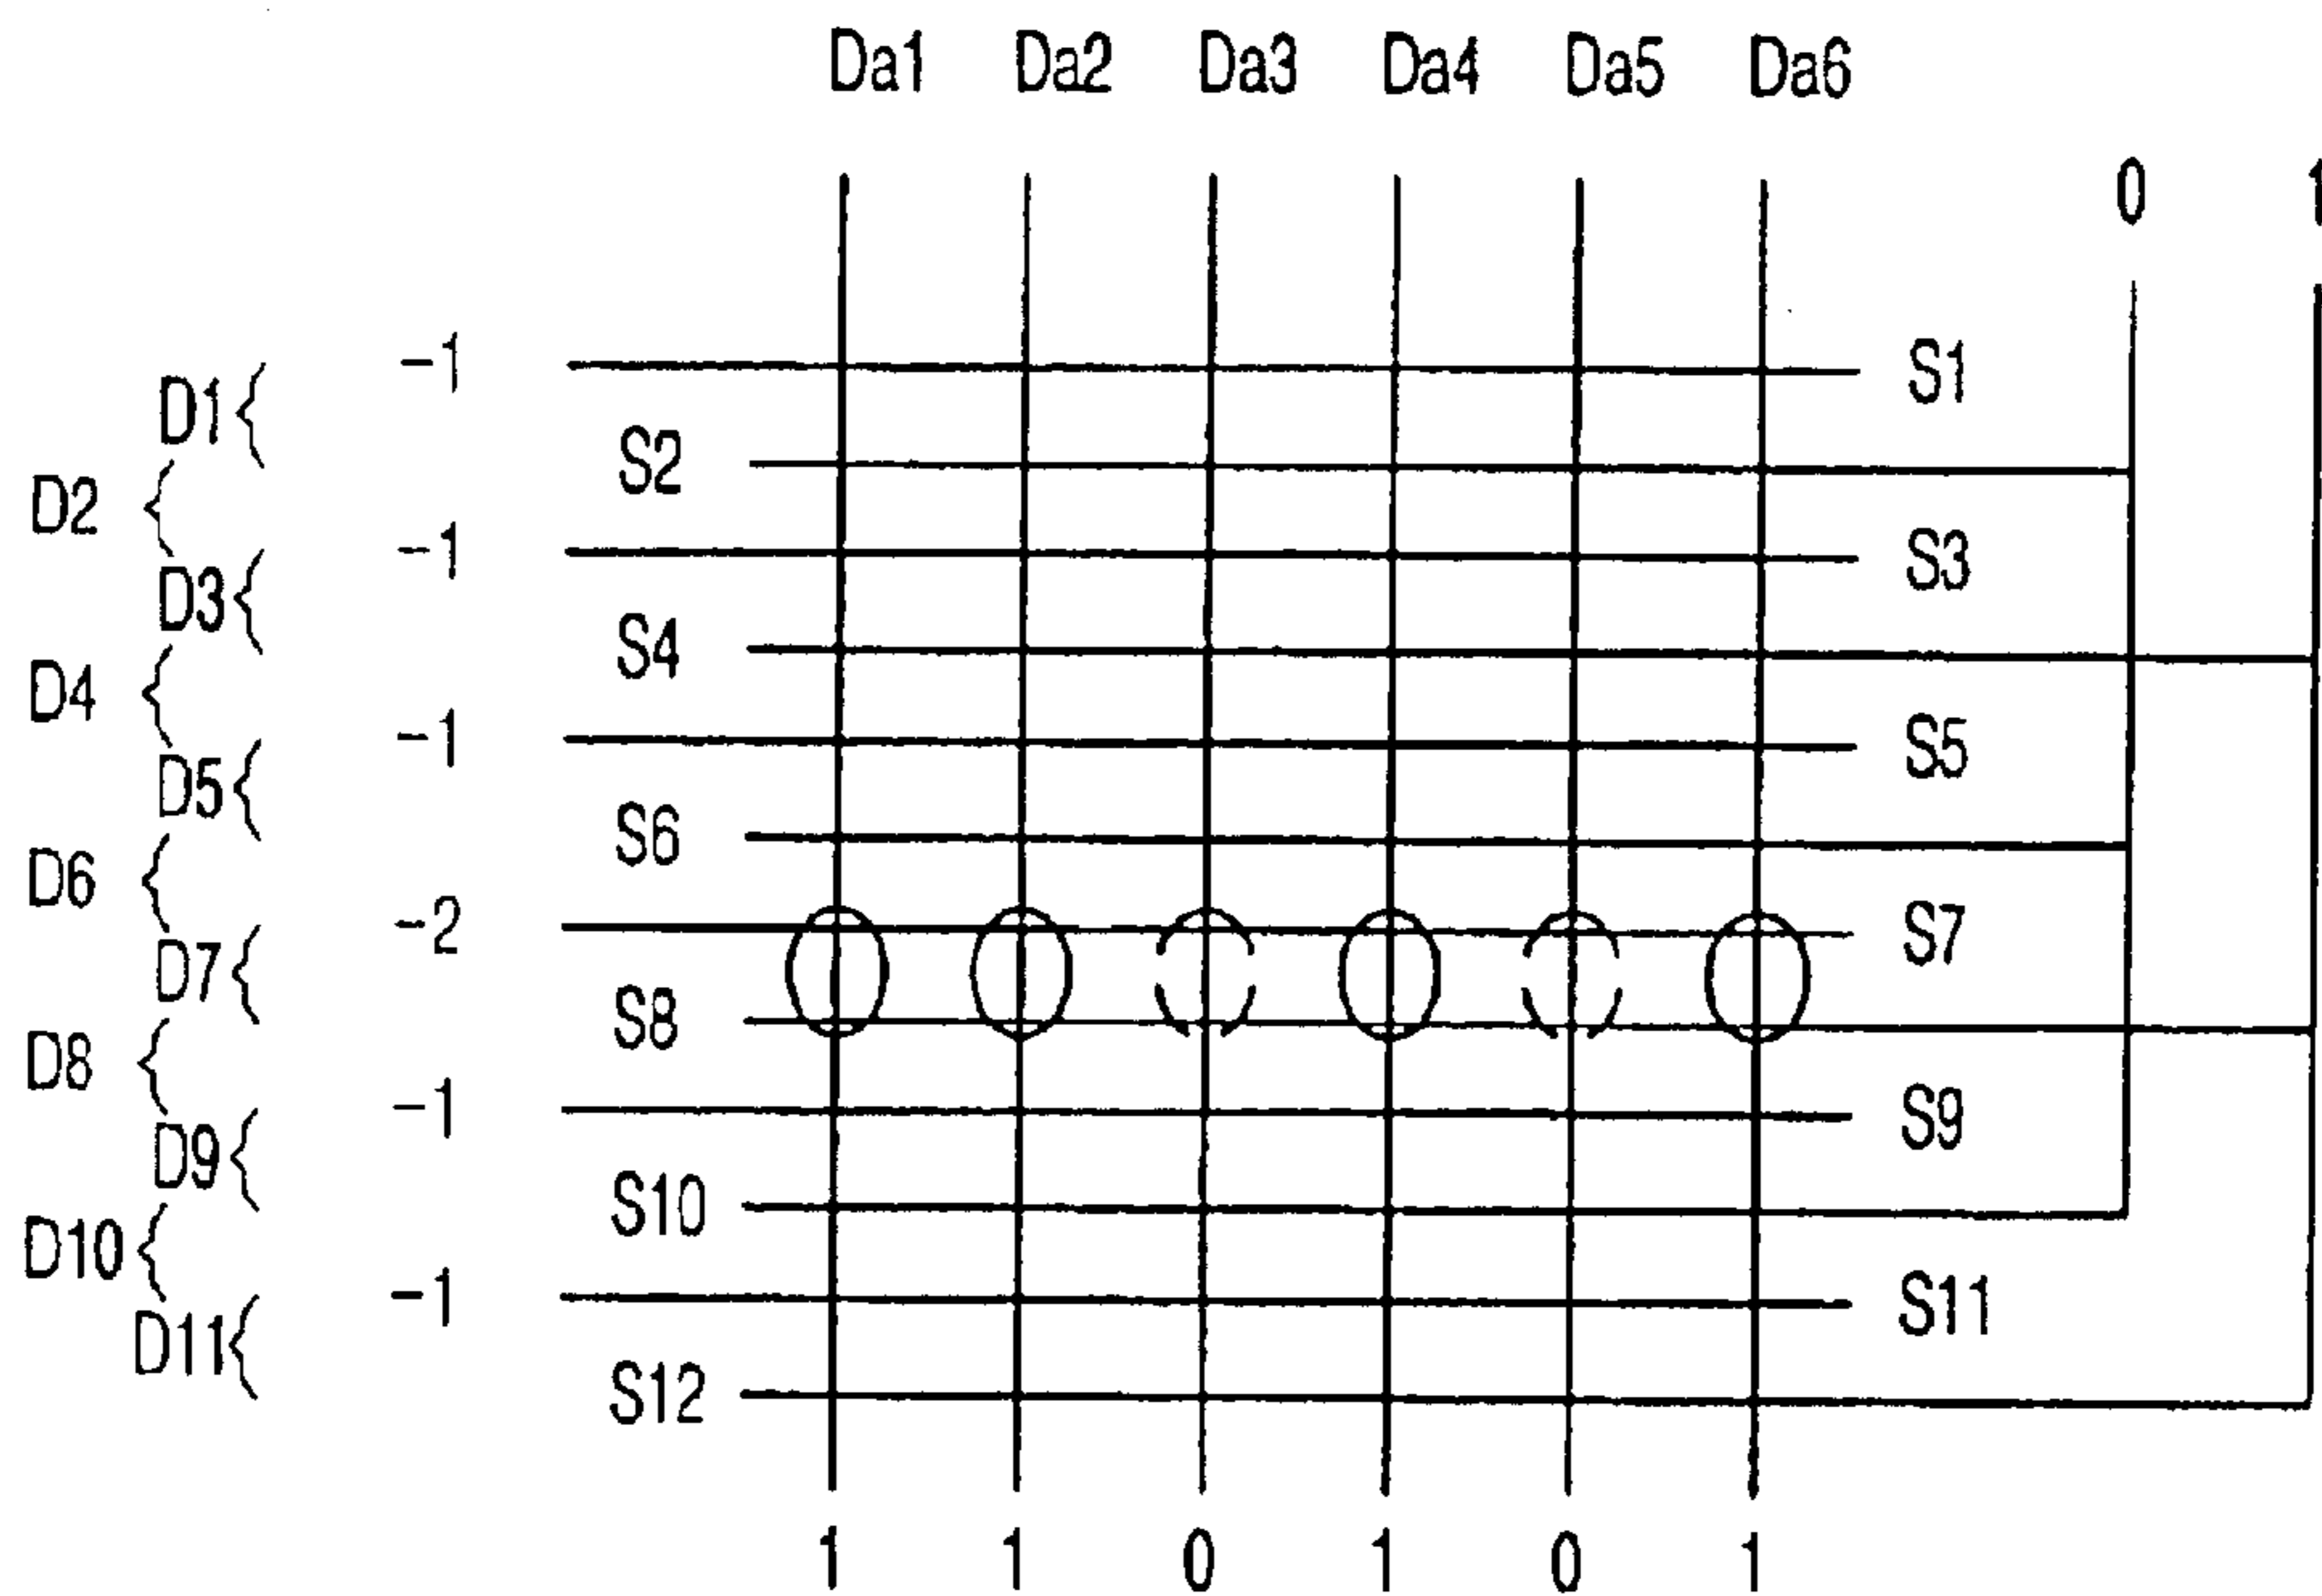 Da1 Da2 Da3 Da4 Da5 Da6
0 1
-1 S1
D1
S2
D2
-1 S3
D3
S4
D4
-1 S5
D5
S6
D6
-2 S7
D7
S8
D8
-1 S9
D9
S10
D10
-1 S11
D11
S12
1 1 0 1 0 1